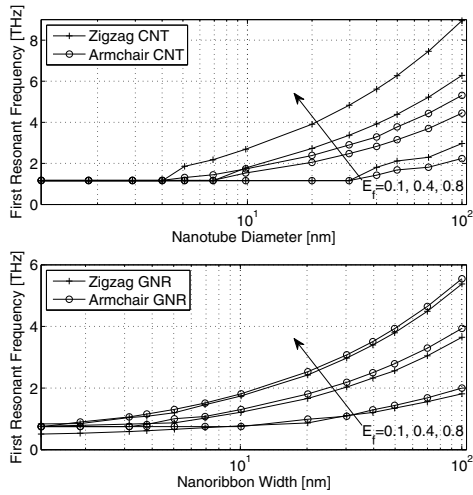 8
6
4
2
0
First Resonant Frequency [THz]
Zigzag CNT
Armchair CNT
E_f=0.1, 0.4, 0.8
10^1
10^2
Nanotube Diameter [nm]
6
4
2
0
First Resonant Frequency [THz]
Zigzag GNR
Armchair GNR
E_f=0.1, 0.4, 0.8
10^1
10^2
Nanoribbon Width [nm]